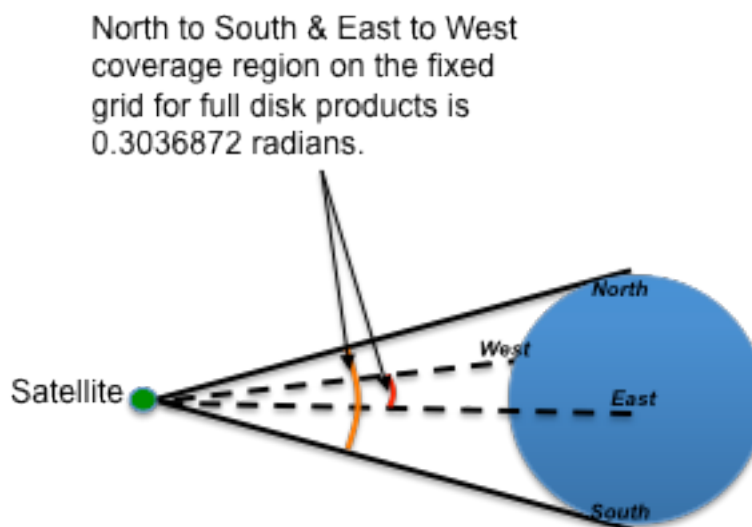 North to South & East to West
coverage region on the fixed
grid for full disk products is
0.3036872 radians.
North
West
Satellite
East
South